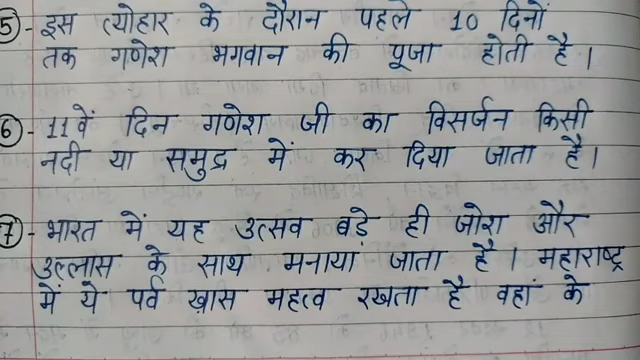 5- इस त्योहार के दौरान पहले 10 दिनों
तक गणेश भगवान की पूजा होती है।
6- 11वें दिन गणेश जी का विसर्जन किसी
नदी या समुद्र में कर दिया जाता है।
7- भारत में यह उत्सव बड़े ही जोश और
उल्लास के साथ मनाया जाता है। महाराष्ट्र
में ये पर्व ख़ास महत्व रखता है वहां के